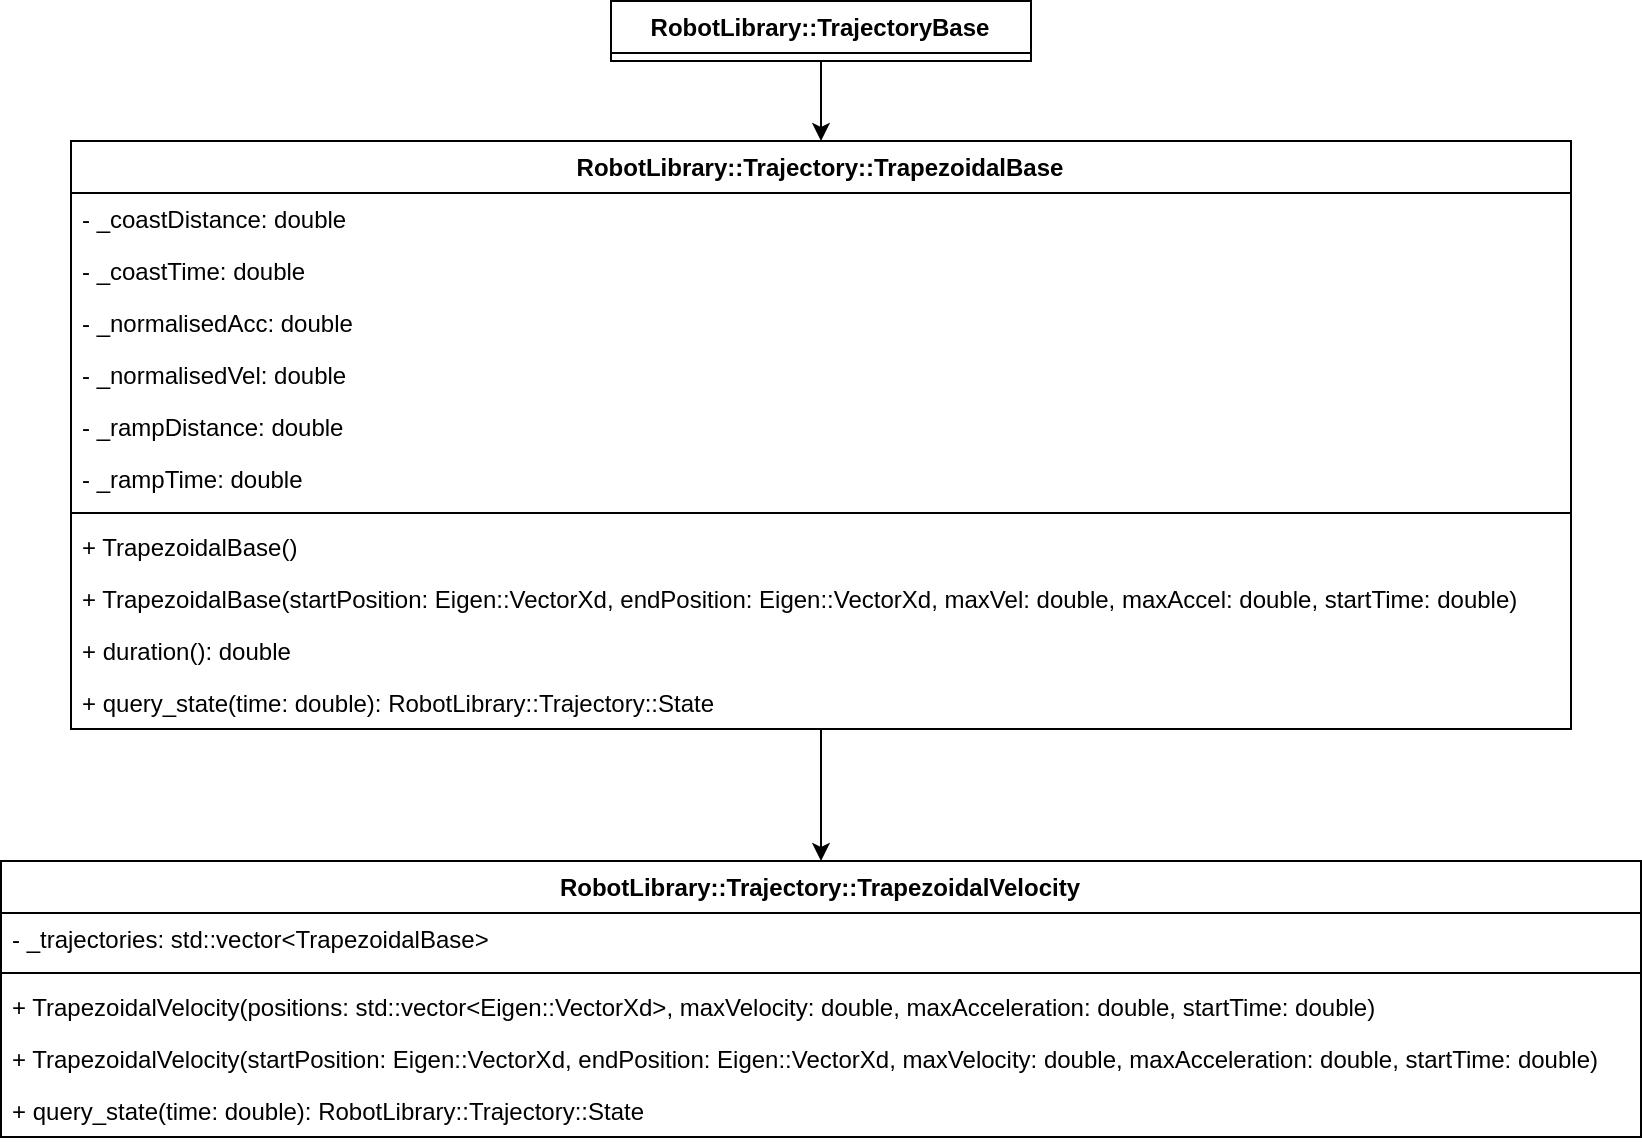 RobotLibrary::TrajectoryBase
RobotLibrary::Trajectory::TrapezoidalBase
- _coastDistance: double
- _coastTime: double
- _normalisedAcc: double
- _normalisedVel: double
- _rampDistance: double
- _rampTime: double
+ TrapezoidalBase()
+ TrapezoidalBase(startPosition: Eigen::VectorXd, endPosition: Eigen::VectorXd, maxVel: double, maxAccel: double, startTime: double)
+ duration(): double
+ query_state(time: double): RobotLibrary::Trajectory::State
RobotLibrary::Trajectory::TrapezoidalVelocity
- _trajectories: std::vector<TrapezoidalBase>
+ TrapezoidalVelocity(positions: std::vector<Eigen::VectorXd>, maxVelocity: double, maxAcceleration: double, startTime: double)
+ TrapezoidalVelocity(startPosition: Eigen::VectorXd, endPosition: Eigen::VectorXd, maxVelocity: double, maxAcceleration: double, startTime: double)
+ query_state(time: double): RobotLibrary::Trajectory::State